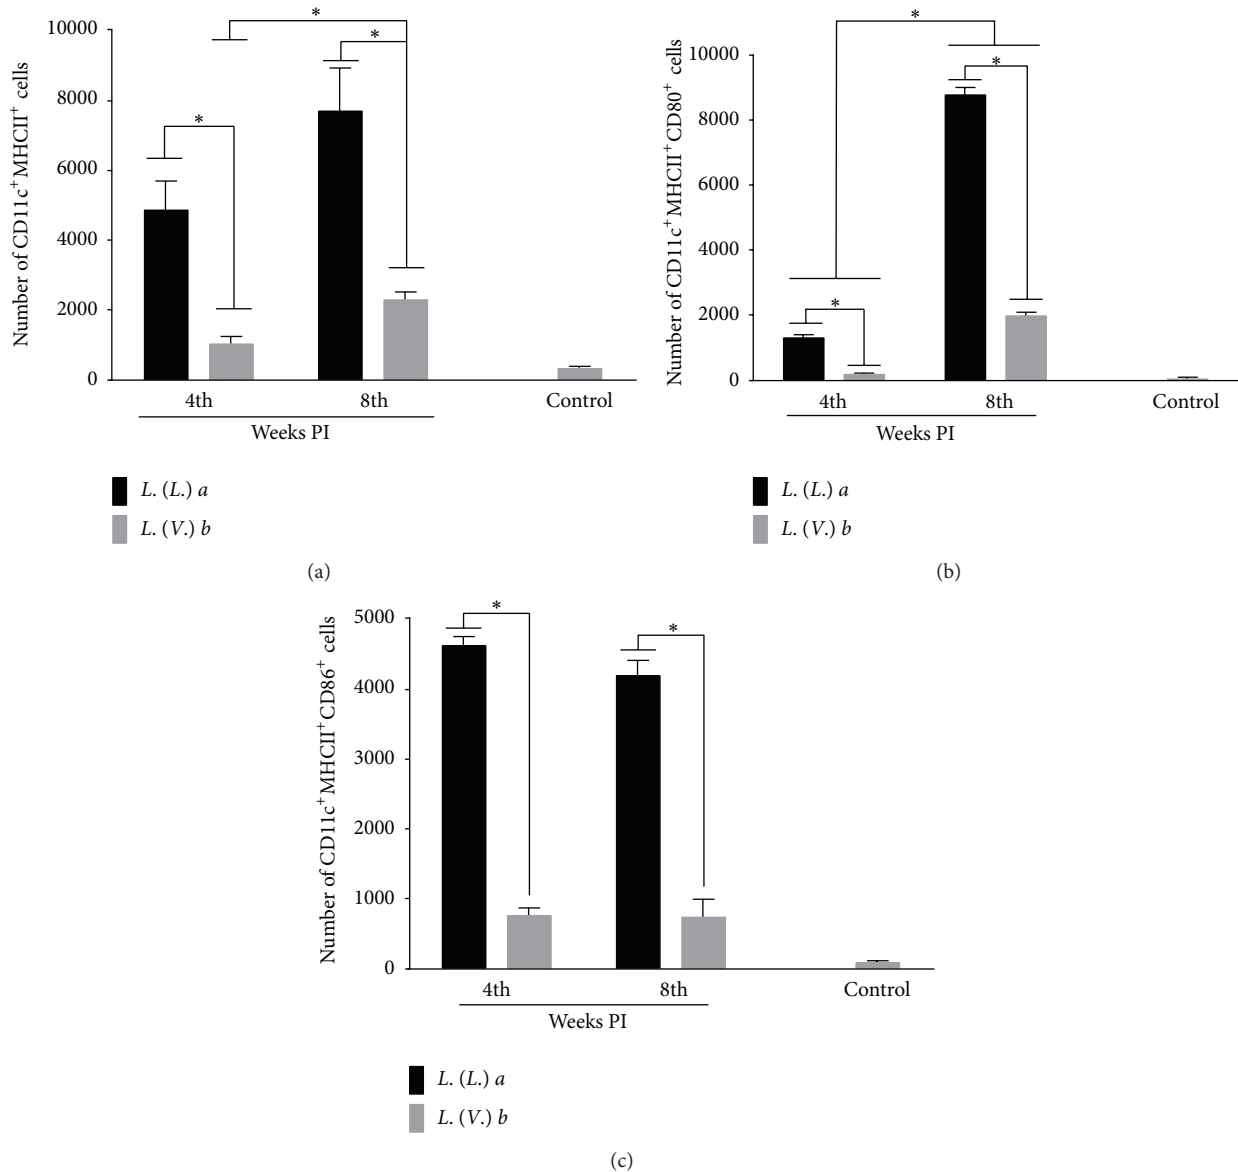 *
*
*
10000
8000
6000
4000
2000
0
Number of CD11c⁺MHCII⁺ cells
4th 8th Control
Weeks PI
L. (L.) a
L. (V.) b
(a)
*
*
*
10000
8000
6000
4000
2000
0
Number of CD11c⁺MHCII⁺CD80⁺ cells
4th 8th Control
Weeks PI
L. (L.) a
L. (V.) b
(b)
*
*
5000
4000
3000
2000
1000
0
Number of CD11c⁺MHCII⁺CD86⁺ cells
4th 8th Control
Weeks PI
L. (L.) a
L. (V.) b
(c)